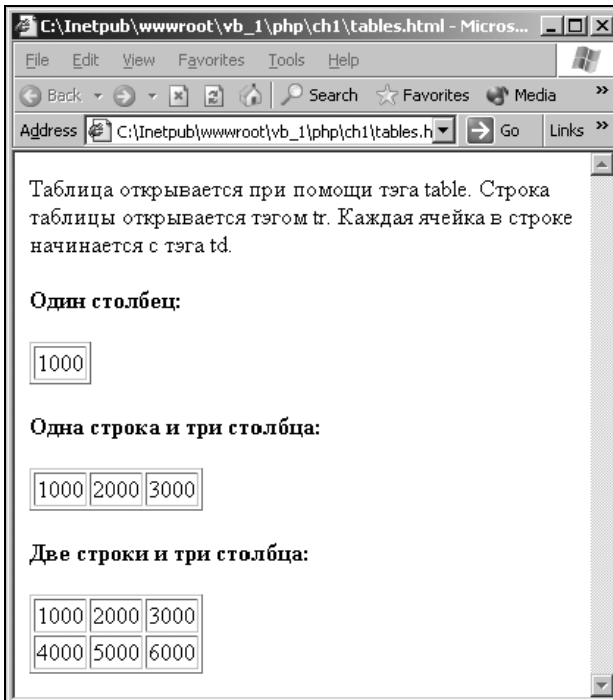 C:\Inetpub\wwwroot\vb_1\php\ch1\tables.html - Micros...
File Edit View Favorites Tools Help
Back Search Favorites Media »
Address C:\Inetpub\wwwroot\vb_1\php\ch1\tables.h Go Links »
Таблица открывается при помощи тэга table. Строка
таблицы открывается тэгом tr. Каждая ячейка в строке
начинается с тэга td.
Один столбец:
1000
Одна строка и три столбца:
1000 2000 3000
Две строки и три столбца:
1000 2000 3000
4000 5000 6000